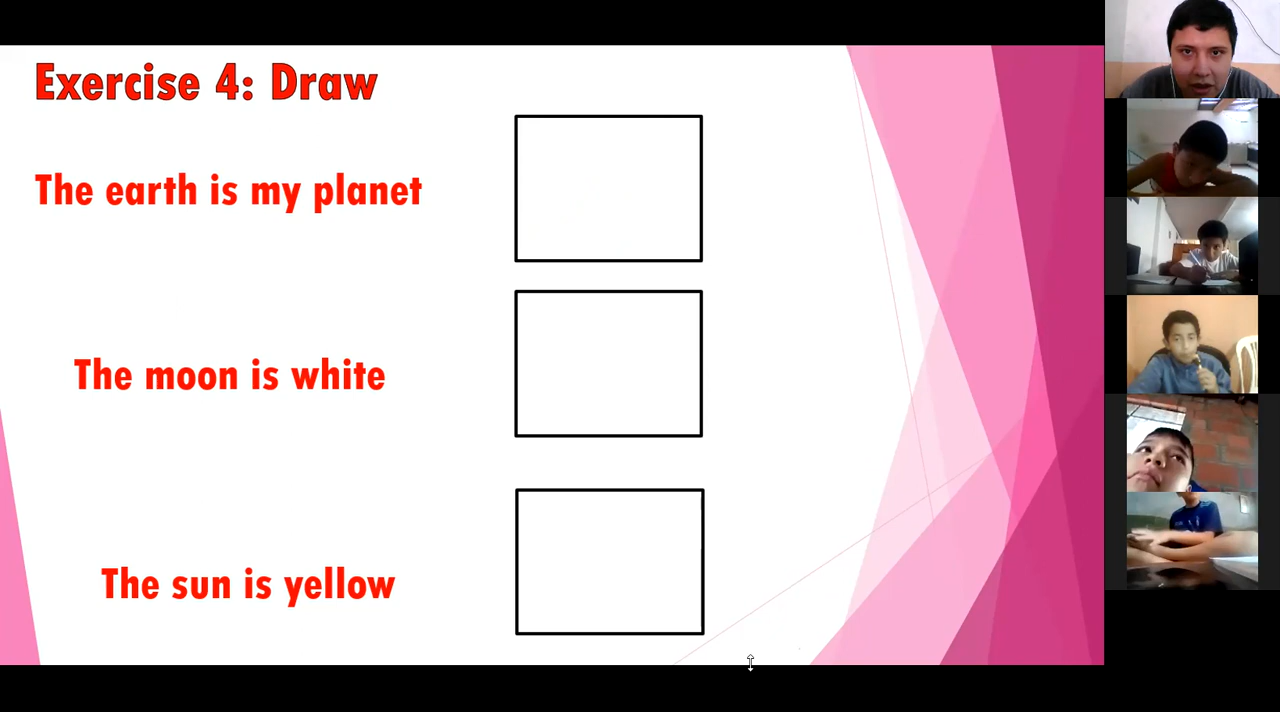 Exercise 4: Draw
The earth is my planet
The moon is white
The sun is yellow